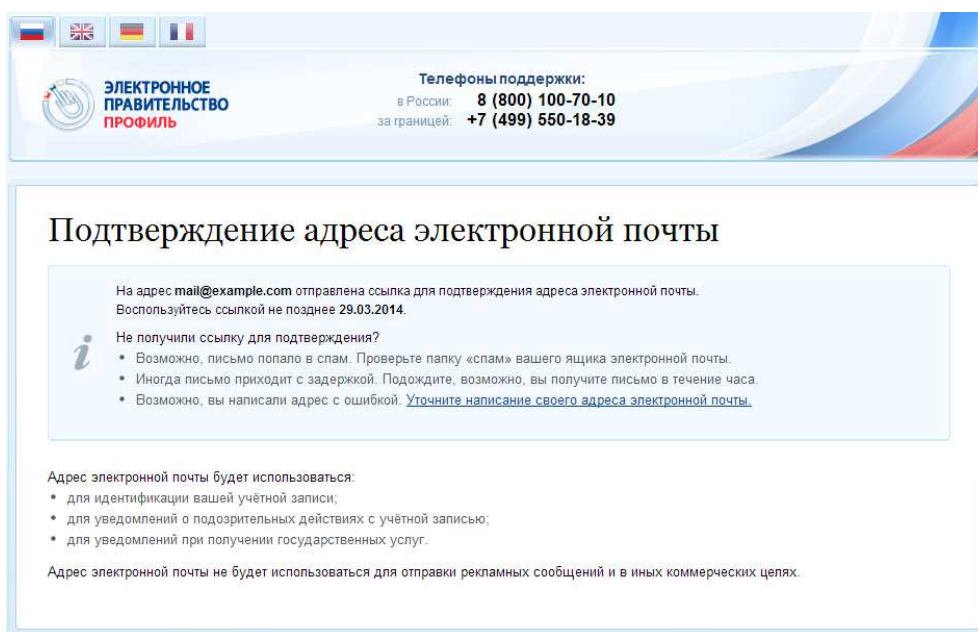 ЭЛЕКТРОННОЕ
ПРАВИТЕЛЬСТВО
ПРОФИЛЬ
Телефоны поддержки:
в России: 8 (800) 100-70-10
за границей: +7 (499) 550-18-39
Подтверждение адреса электронной почты
На адрес mail@example.com отправлена ссылка для подтверждения адреса электронной почты.
Воспользуйтесь ссылкой не позднее 29.03.2014.
Не получили ссылку для подтверждения?
• Возможно, письмо попало в спам. Проверьте папку «спам» вашего ящика электронной почты.
• Иногда письмо приходит с задержкой. Подождите, возможно, вы получите письмо в течение часа.
• Возможно, вы написали адрес с ошибкой. Уточните написание своего адреса электронной почты.
Адрес электронной почты будет использоваться:
• для идентификации вашей учётной записи;
• для уведомлений о подозрительных действиях с учётной записью;
• для уведомлений при получении государственных услуг.
Адрес электронной почты не будет использоваться для отправки рекламных сообщений и в иных коммерческих целях.